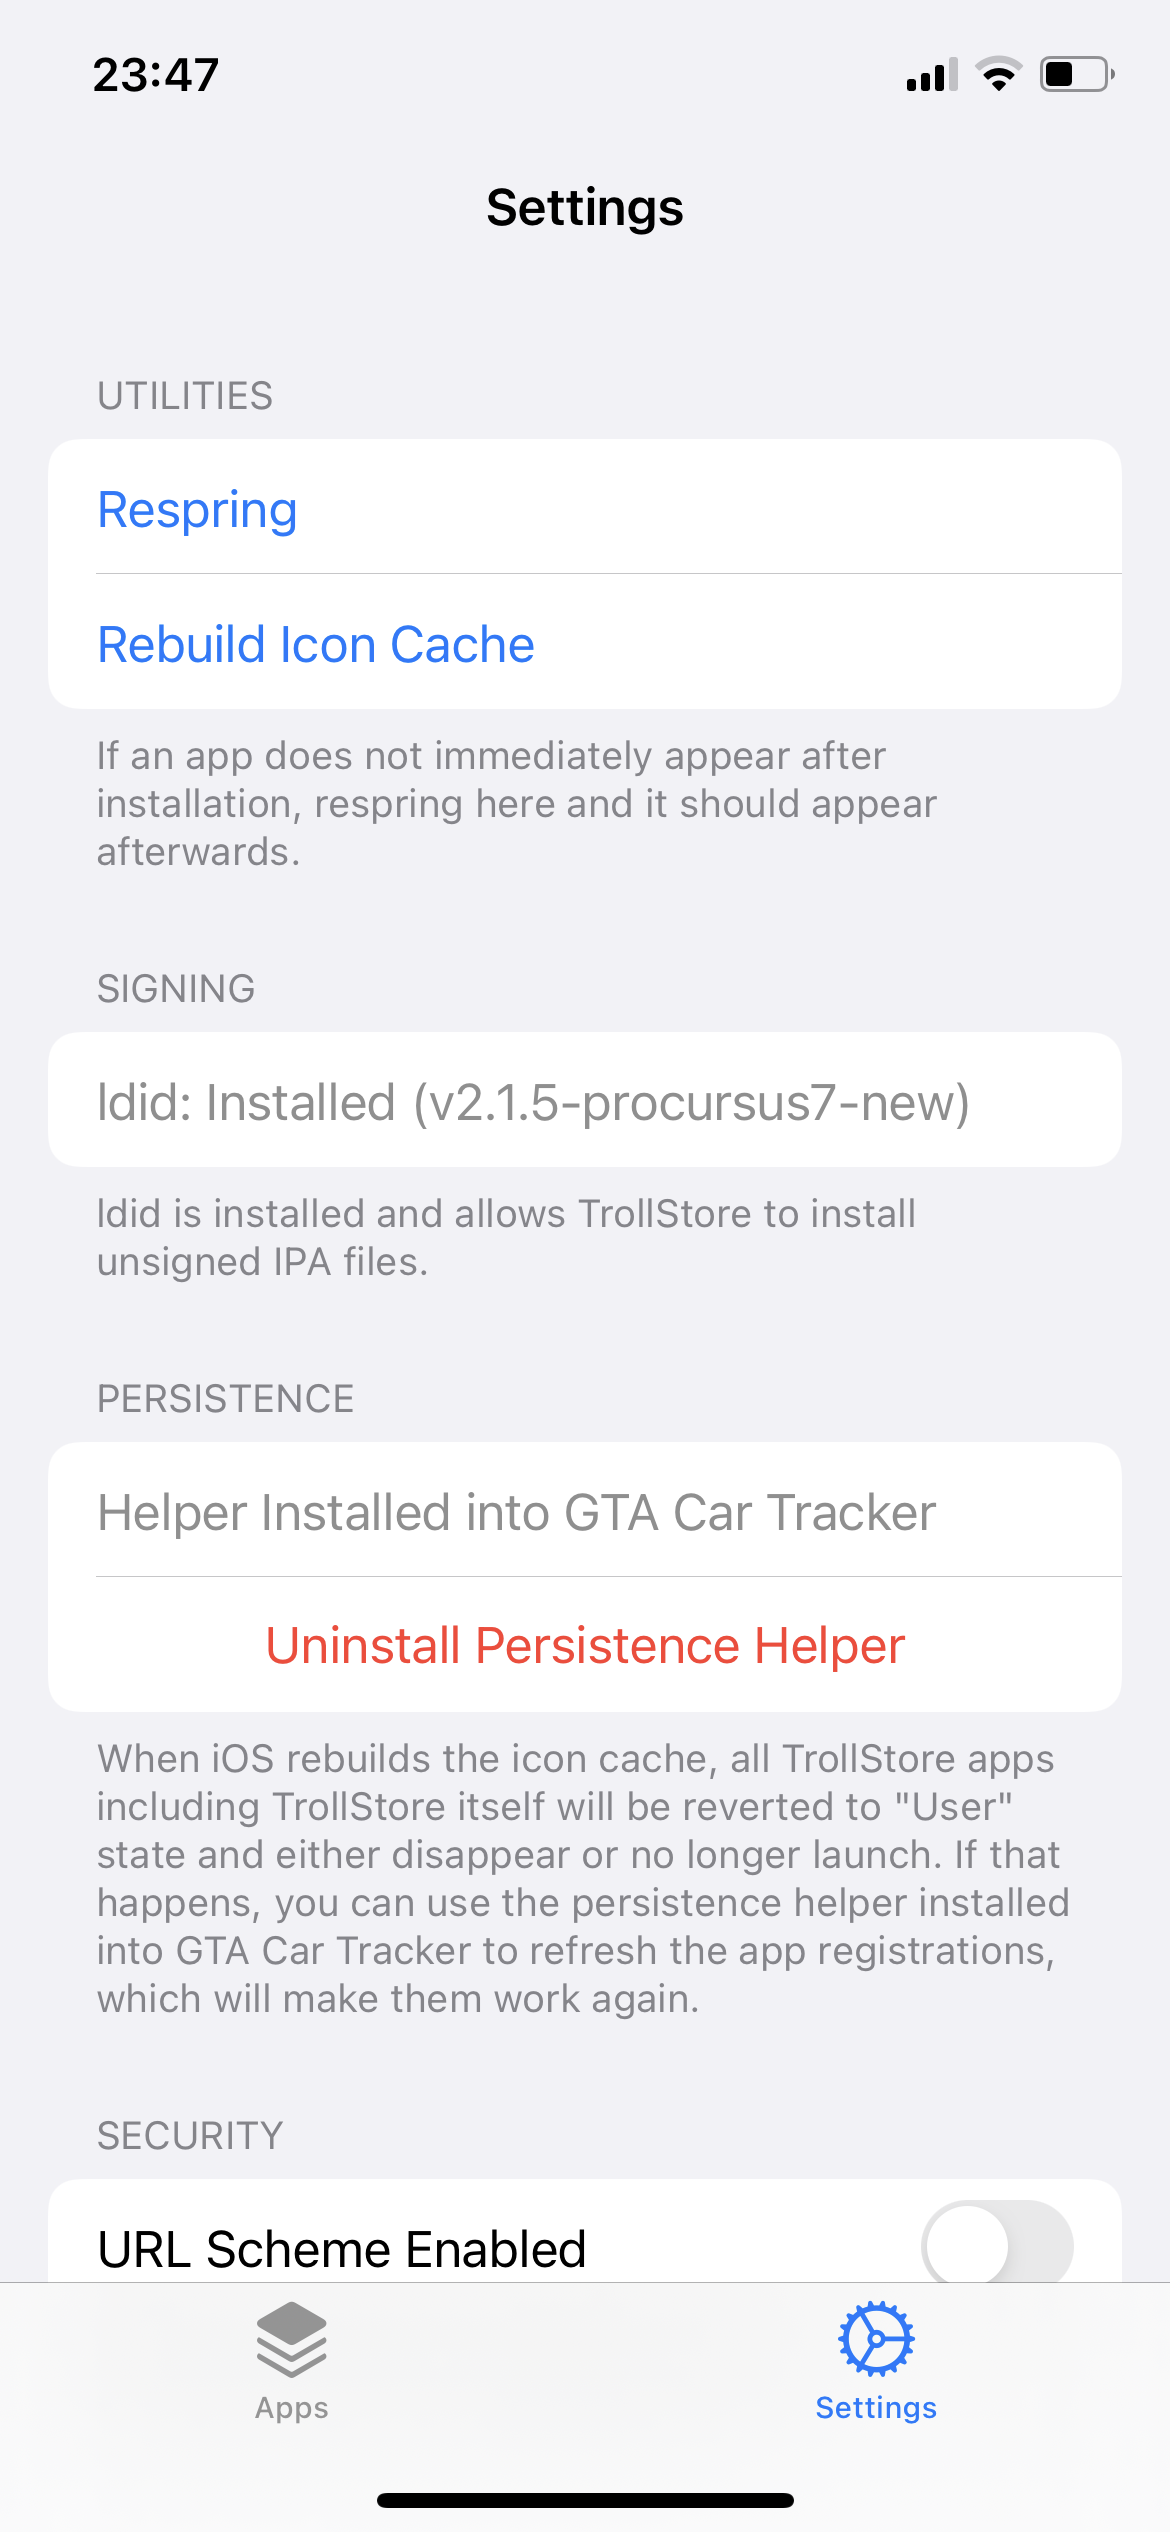 23:47
Settings
UTILITIES
Respring
Rebuild Icon Cache
If an app does not immediately appear after
installation, respring here and it should appear
afterwards.
SIGNING
ldid: Installed (v2.1.5-procursus7-new)
ldid is installed and allows TrollStore to install
unsigned IPA files.
PERSISTENCE
Helper Installed into GTA Car Tracker
Uninstall Persistence Helper
When iOS rebuilds the icon cache, all TrollStore apps
including TrollStore itself will be reverted to "User"
state and either disappear or no longer launch. If that
happens, you can use the persistence helper installed
into GTA Car Tracker to refresh the app registrations,
which will make them work again.
SECURITY
URL Scheme Enabled
Apps
Settings